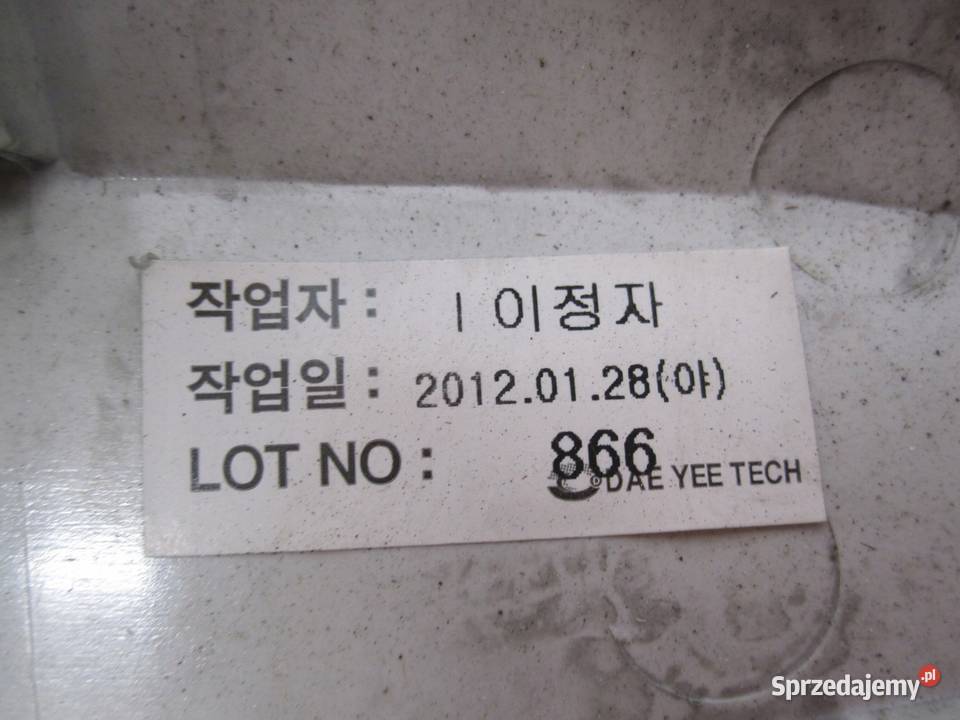 작업자 : I 이정자
작업일 : 2012.01.28(야)
LOT NO : 866
DAE YEE TECH
Sprzedajemy.pl